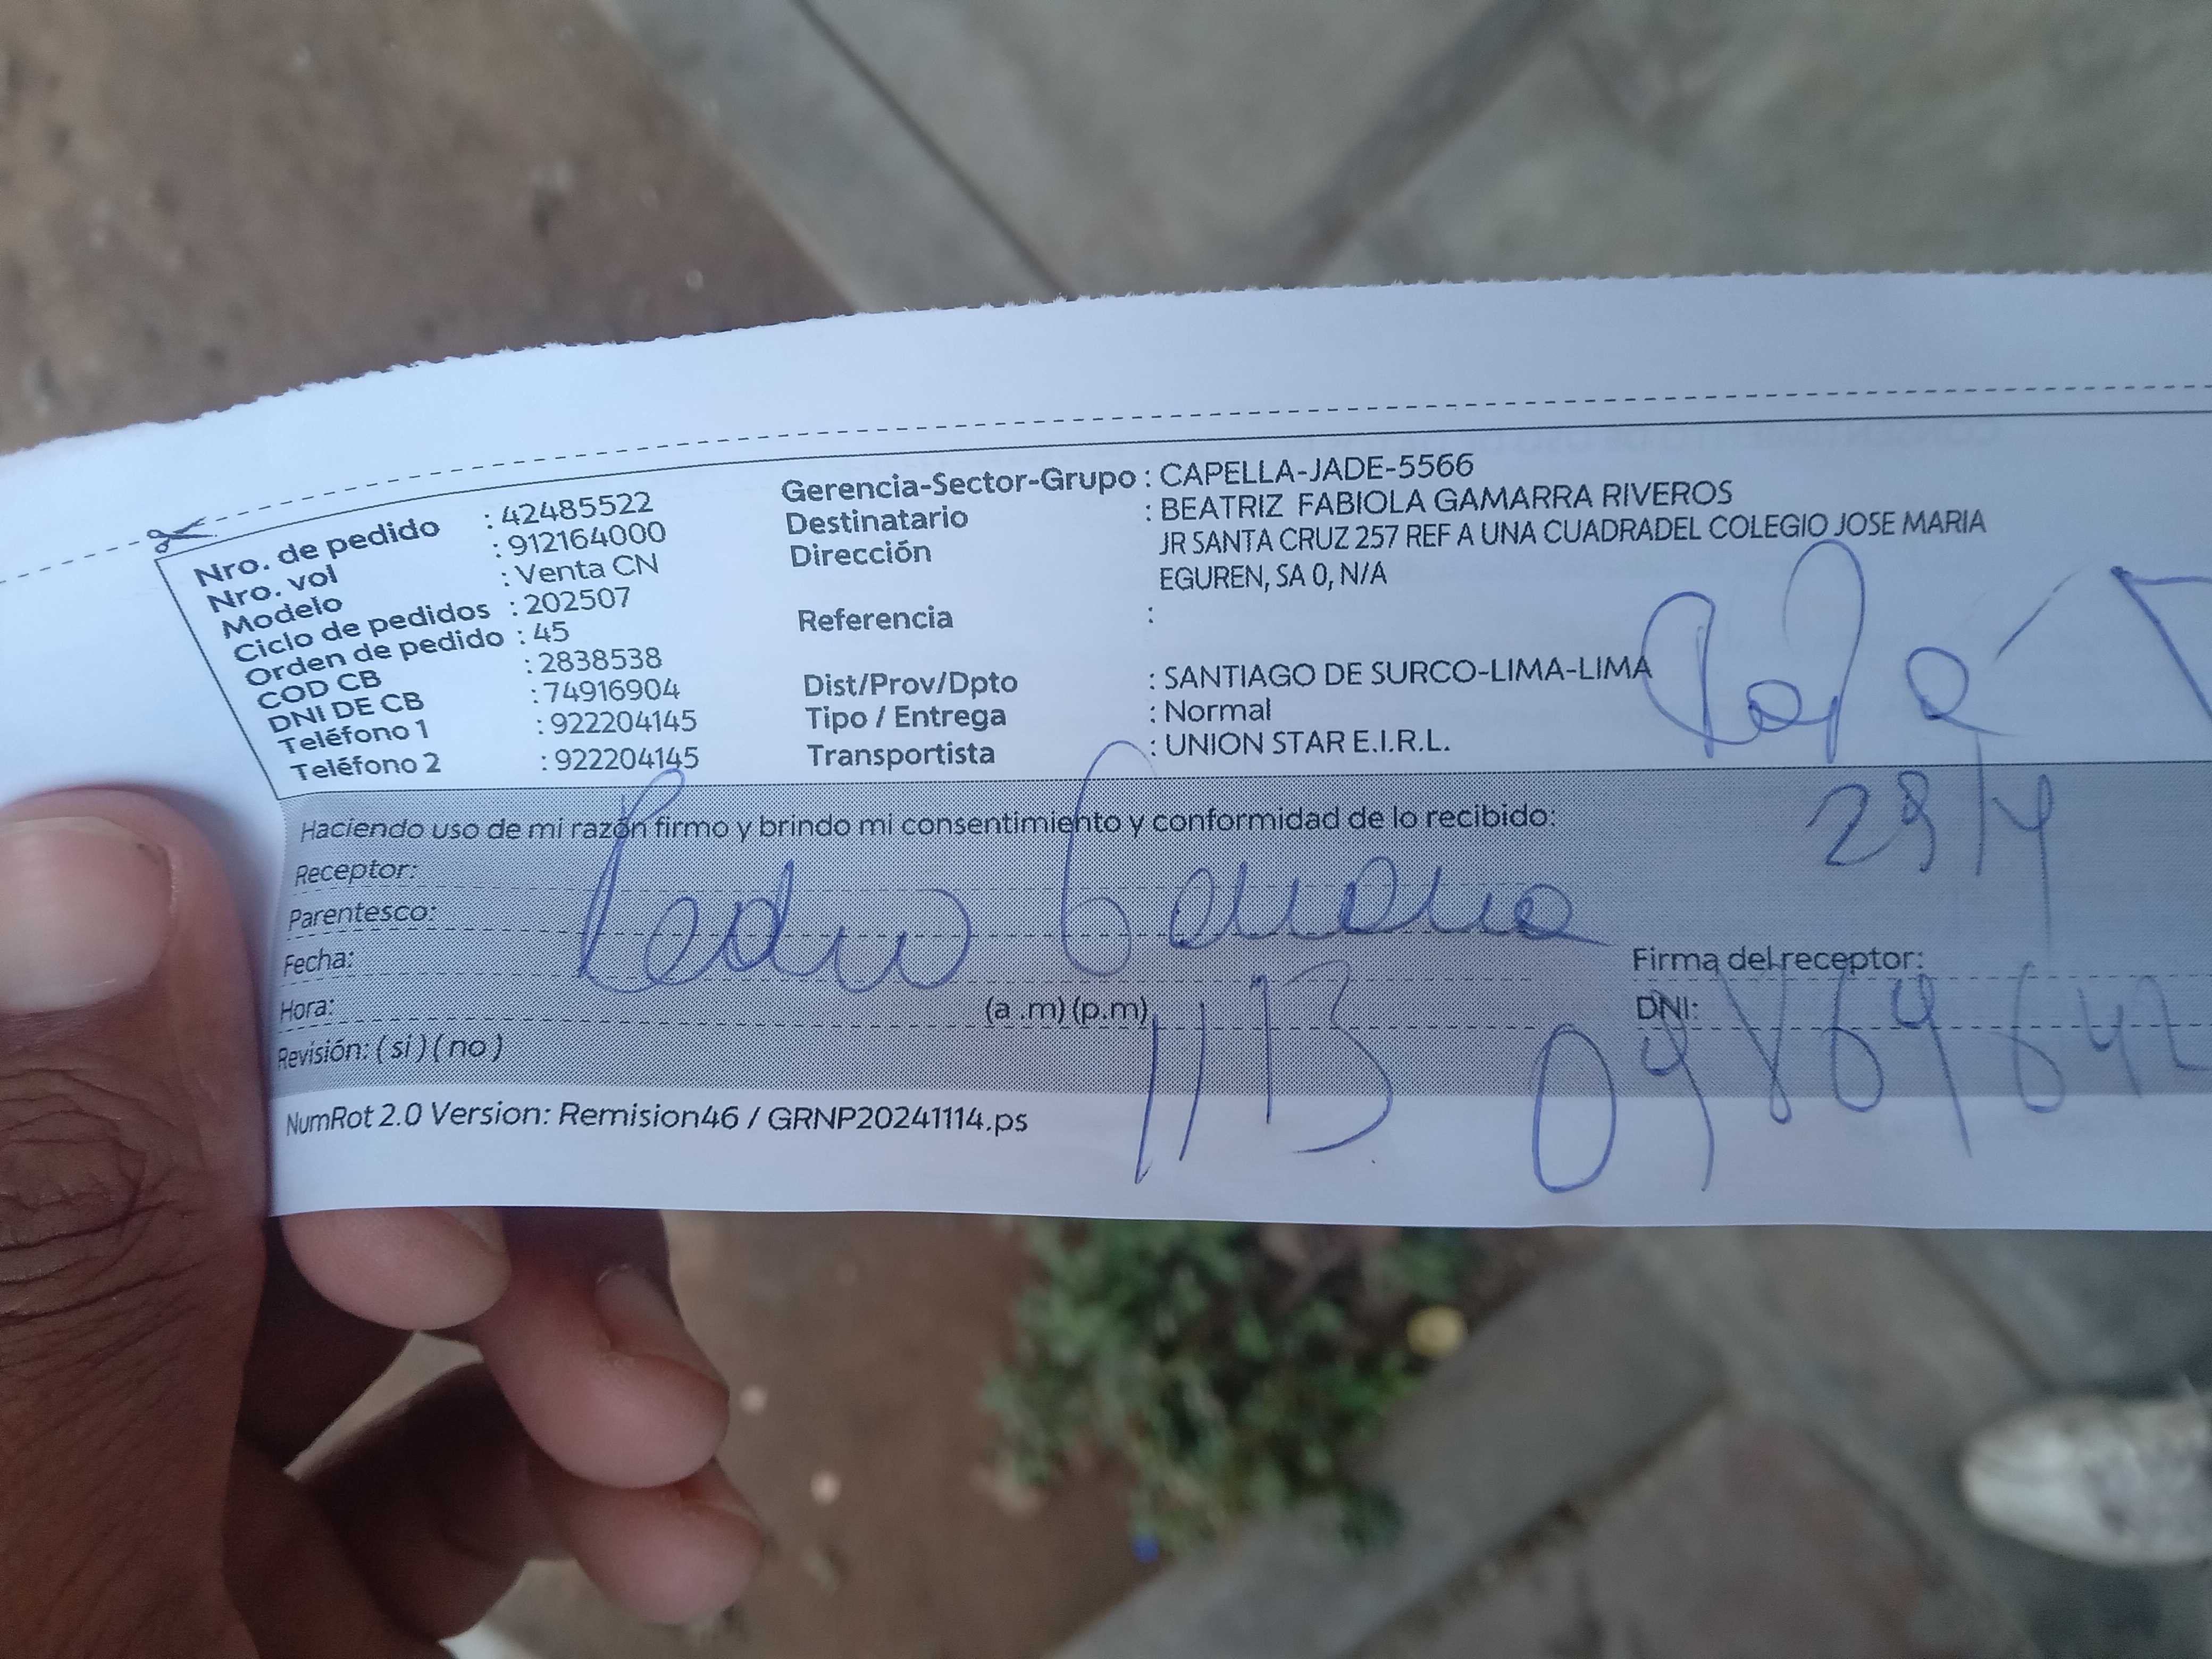 Nro. de pedido : 42485522
Nro. vol : 912164000
Modelo : Venta CN
Ciclo de pedidos : 202507
Orden de pedido : 45
COD CB : 2838538
DNI DE CB : 74916904
Teléfono 1 : 922204145
Teléfono 2 : 922204145
Gerencia-Sector-Grupo : CAPELLA-JADE-5566
Destinatario : BEATRIZ FABIOLA GAMARRA RIVEROS
Dirección JR SANTA CRUZ 257 REF A UNA CUADRADEL COLEGIO JOSE MARIA
EGUREN, SA 0, N/A
Referencia :
Dist/Prov/Dpto : SANTIAGO DE SURCO-LIMA-LIMA
Tipo / Entrega : Normal
Transportista : UNION STAR E.I.R.L.
Papá
29/4
Haciendo uso de mi razón firmo y brindo mi consentimiento y conformidad de lo recibido:
Receptor:
Parentesco:
Pedro
Fecha:
Firma del receptor:
Hora: (a .m) (p.m)
1113
DNI:
Revisión: ( si ) ( no )
NumRot 2.0 Version: Remision46 / GRNP20241114.ps